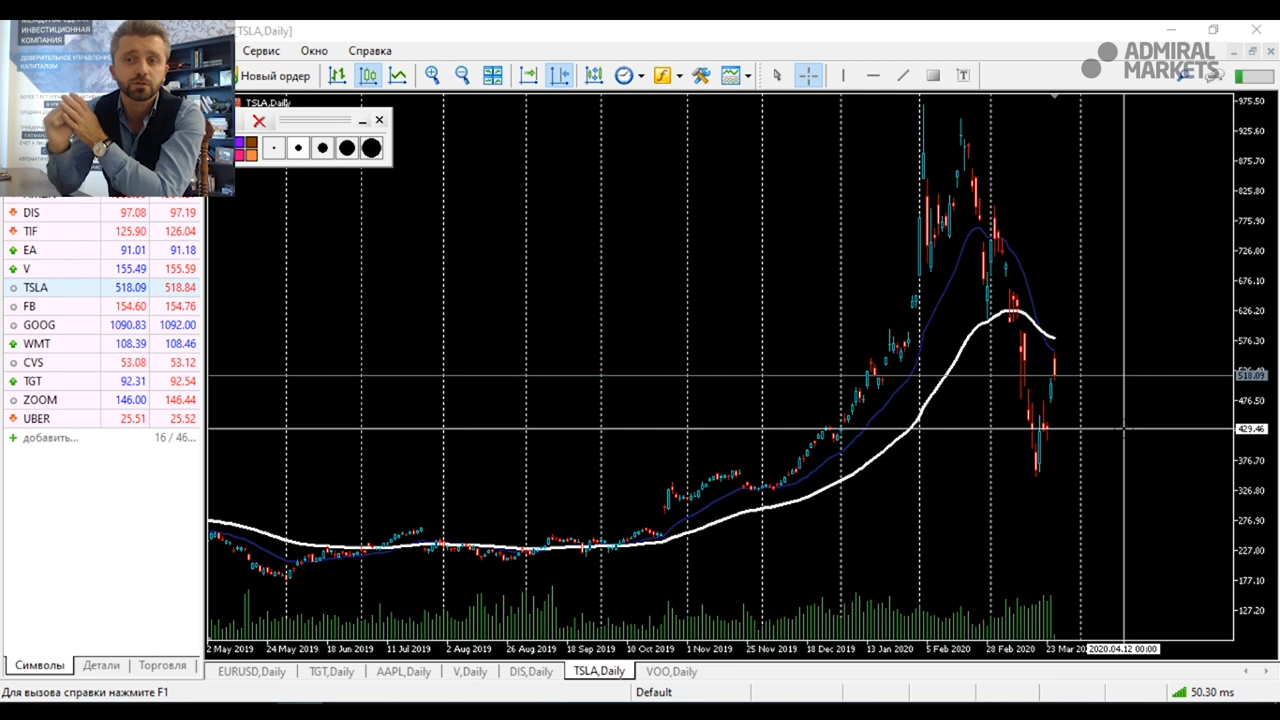 МЕЖДУНАРОДНАЯ
ИНВЕСТИЦИОННАЯ
КОМПАНИЯ
ДОВЕРИТЕЛЬНОЕ УПРАВЛЕНИЕ
КАПИТАЛОМ
TSLA,Daily]
ADMIRAL
MARKETS
Сервис Окно Справка
Новый ордер
TSLA,Daily
DIS 97.08 97.19
TIF 125.90 126.04
EA 91.01 91.18
V 155.49 155.59
TSLA 518.09 518.84
FB 154.60 154.76
GOOG 1090.83 1092.00
WMT 108.39 108.46
CVS 53.08 53.12
TGT 92.31 92.54
ZOOM 146.00 146.44
UBER 25.51 25.52
добавить... 16 / 46...
975.50
925.60
875.70
825.80
775.90
726.00
676.10
626.20
576.30
518.09
476.50
429.46
376.70
326.80
276.90
227.00
177.10
127.20
2 May 2019 24 May 2019 18 Jun 2019 11 Jul 2019 2 Aug 2019 26 Aug 2019 18 Sep 2019 10 Oct 2019 1 Nov 2019 25 Nov 2019 18 Dec 2019 13 Jan 2020 5 Feb 2020 28 Feb 2020 23 Mar 20 2020.04.12 00:00
Символы Детали Торговля
EURUSD,Daily TGT,Daily AAPL,Daily V,Daily DIS,Daily TSLA,Daily VOO,Daily
Для вызова справки нажмите F1 Default 50.30 ms